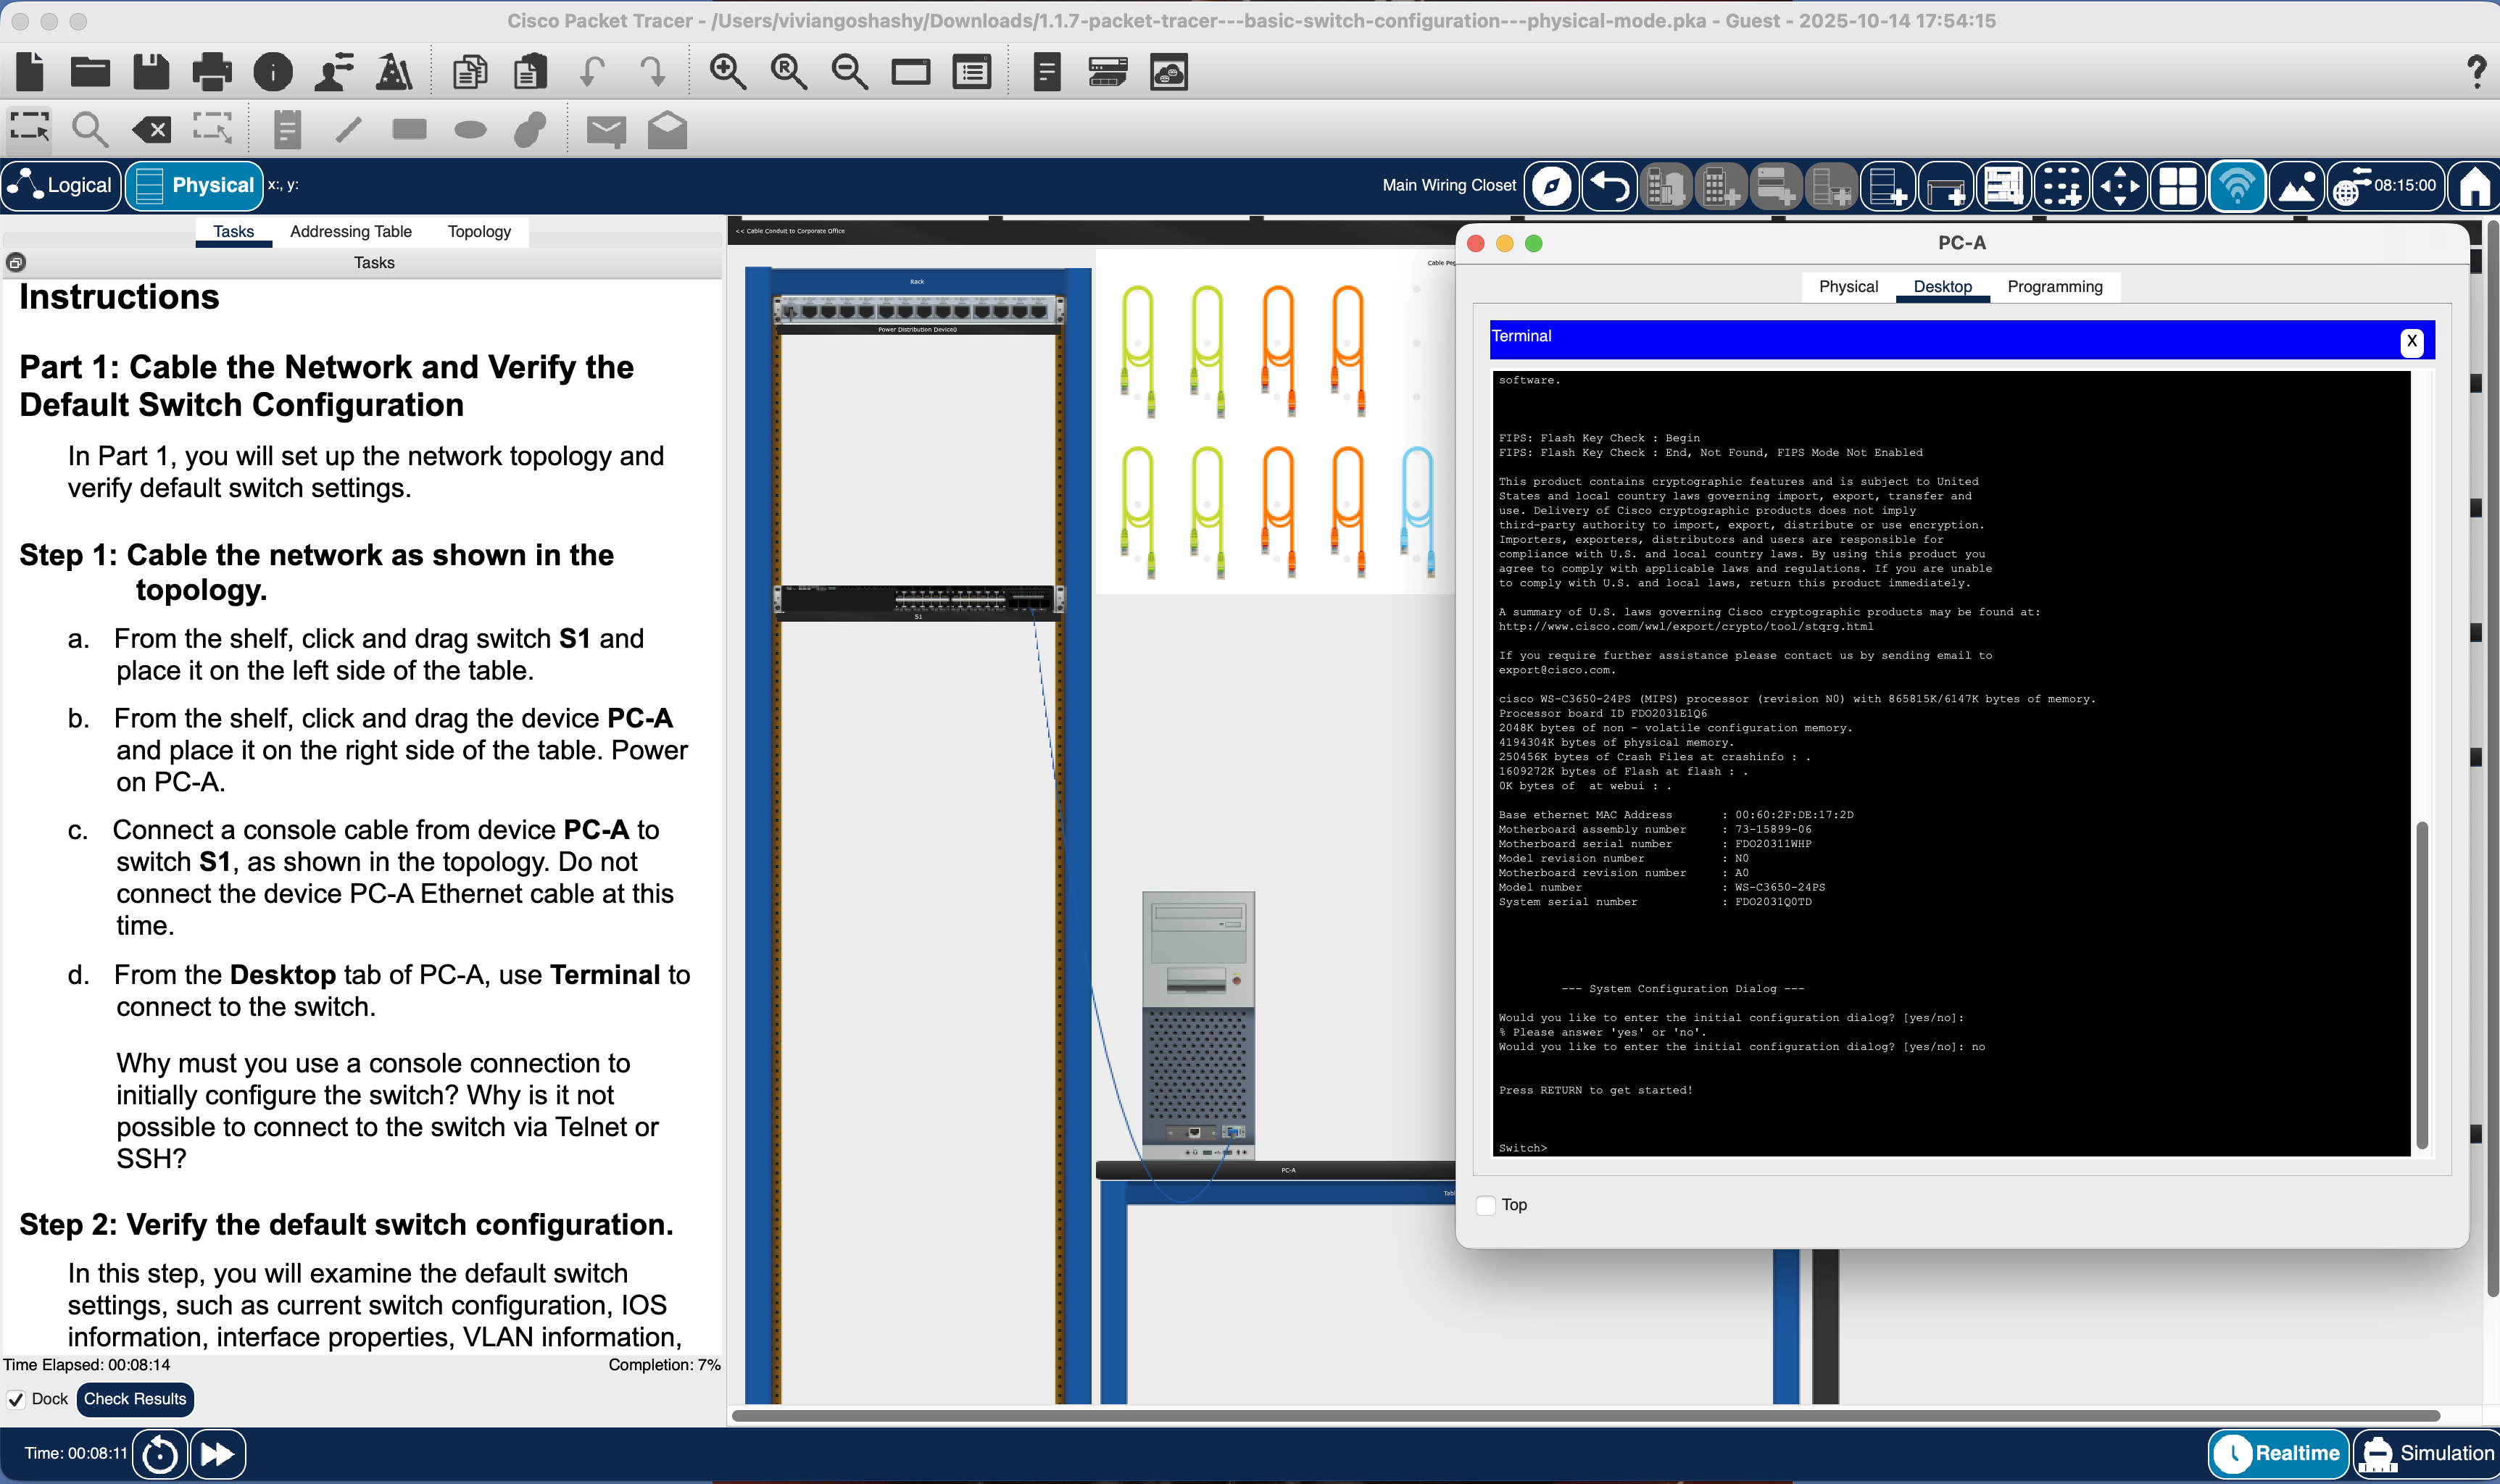 Cisco Packet Tracer - /Users/viviangoshashy/Downloads/1.1.7-packet-tracer---basic-switch-configuration---physical-mode.pka - Guest - 2025-10-14 17:54:15
Logical
Physical
x:, y:
Main Wiring Closet
08:15:00
Tasks
Addressing Table
Topology
Tasks
Instructions
Part 1: Cable the Network and Verify the
Default Switch Configuration
In Part 1, you will set up the network topology and
verify default switch settings.
Step 1: Cable the network as shown in the
topology.
a. From the shelf, click and drag switch S1 and
place it on the left side of the table.
b. From the shelf, click and drag the device PC-A
and place it on the right side of the table. Power
on PC-A.
c. Connect a console cable from device PC-A to
switch S1, as shown in the topology. Do not
connect the device PC-A Ethernet cable at this
time.
d. From the Desktop tab of PC-A, use Terminal to
connect to the switch.
Why must you use a console connection to
initially configure the switch? Why is it not
possible to connect to the switch via Telnet or
SSH?
Step 2: Verify the default switch configuration.
In this step, you will examine the default switch
settings, such as current switch configuration, IOS
information, interface properties, VLAN information,
Time Elapsed: 00:08:14
Completion: 7%
Dock
Check Results
Time: 00:08:11
Realtime
Simulation
<< Cable Conduit to Corporate Office
Rack
Power Distribution Device0
S1
Cable Peg
PC-A
Tabl
PC-A
Physical
Desktop
Programming
Terminal
X
software.
FIPS: Flash Key Check : Begin
FIPS: Flash Key Check : End, Not Found, FIPS Mode Not Enabled
This product contains cryptographic features and is subject to United
States and local country laws governing import, export, transfer and
use. Delivery of Cisco cryptographic products does not imply
third-party authority to import, export, distribute or use encryption.
Importers, exporters, distributors and users are responsible for
compliance with U.S. and local country laws. By using this product you
agree to comply with applicable laws and regulations. If you are unable
to comply with U.S. and local laws, return this product immediately.
A summary of U.S. laws governing Cisco cryptographic products may be found at:
http://www.cisco.com/wwl/export/crypto/tool/stqrg.html
If you require further assistance please contact us by sending email to
export@cisco.com.
cisco WS-C3650-24PS (MIPS) processor (revision N0) with 865815K/6147K bytes of memory.
Processor board ID FDO2031E1Q6
2048K bytes of non - volatile configuration memory.
4194304K bytes of physical memory.
250456K bytes of Crash Files at crashinfo : .
1609272K bytes of Flash at flash : .
0K bytes of  at webui : .
Base ethernet MAC Address : 00:60:2F:DE:17:2D
Motherboard assembly number : 73-15899-06
Motherboard serial number : FDO20311WHP
Model revision number : N0
Motherboard revision number : A0
Model number : WS-C3650-24PS
System serial number : FDO2031Q0TD
--- System Configuration Dialog ---
Would you like to enter the initial configuration dialog? [yes/no]:
% Please answer 'yes' or 'no'.
Would you like to enter the initial configuration dialog? [yes/no]: no
Press RETURN to get started!
Switch>
Top